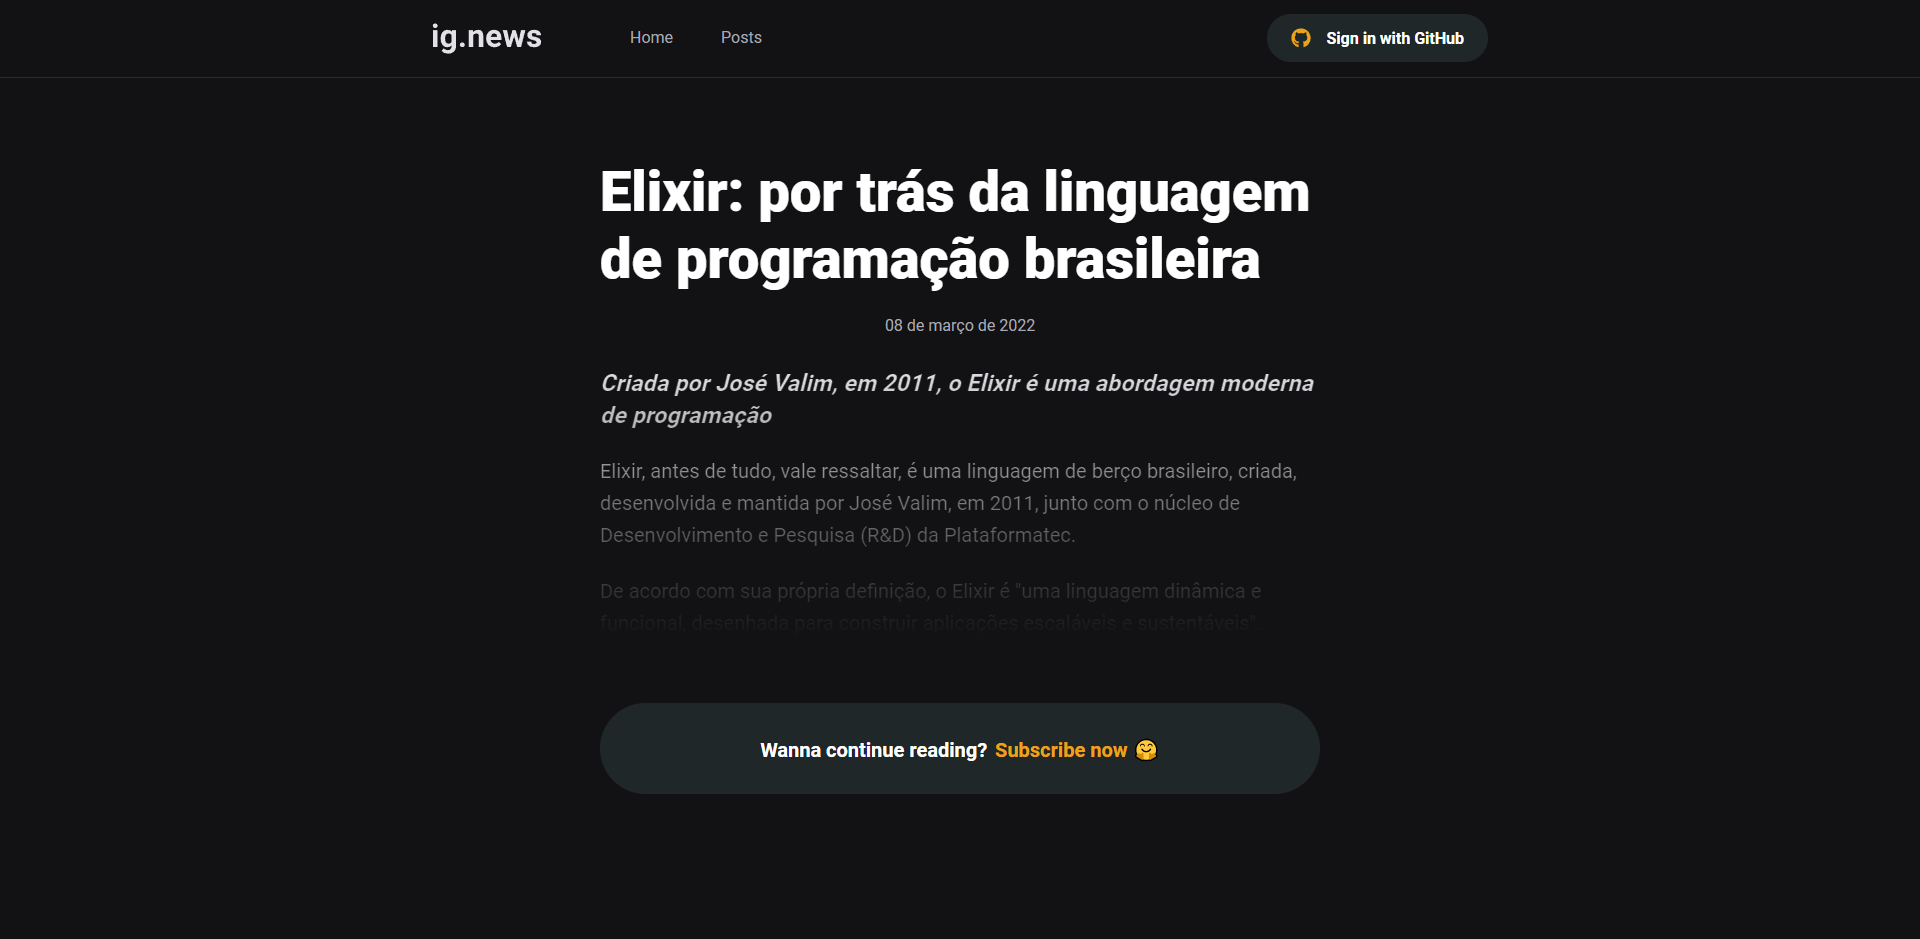 ig.news
Home
Posts
Sign in with GitHub
Elixir: por trás da linguagem
de programação brasileira
08 de março de 2022
Criada por José Valim, em 2011, o Elixir é uma abordagem moderna
de programação
Elixir, antes de tudo, vale ressaltar, é uma linguagem de berço brasileiro, criada,
desenvolvida e mantida por José Valim, em 2011, junto com o núcleo de
Desenvolvimento e Pesquisa (R&D) da Plataformatec.
De acordo com sua própria definição, o Elixir é "uma linguagem dinâmica e
funcional, desenhada para construir aplicações escaláveis e sustentáveis"
Wanna continue reading? Subscribe now 🤗